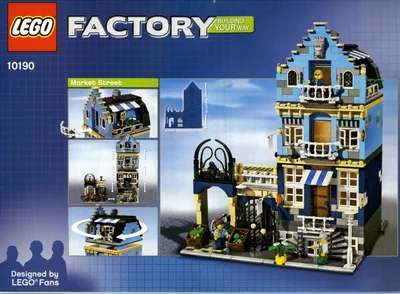 LEGO FACTORY BUILDING
YOUR WAY
10190
Market Street
Designed by
LEGO Fans